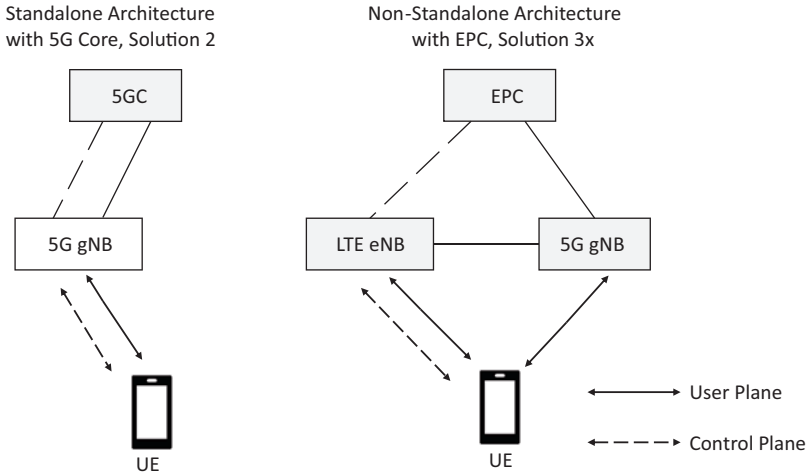 Standalone Architecture
with 5G Core, Solution 2
Non-Standalone Architecture
with EPC, Solution 3x
5GC
EPC
5G gNB
LTE eNB
5G gNB
User Plane
Control Plane
UE
UE